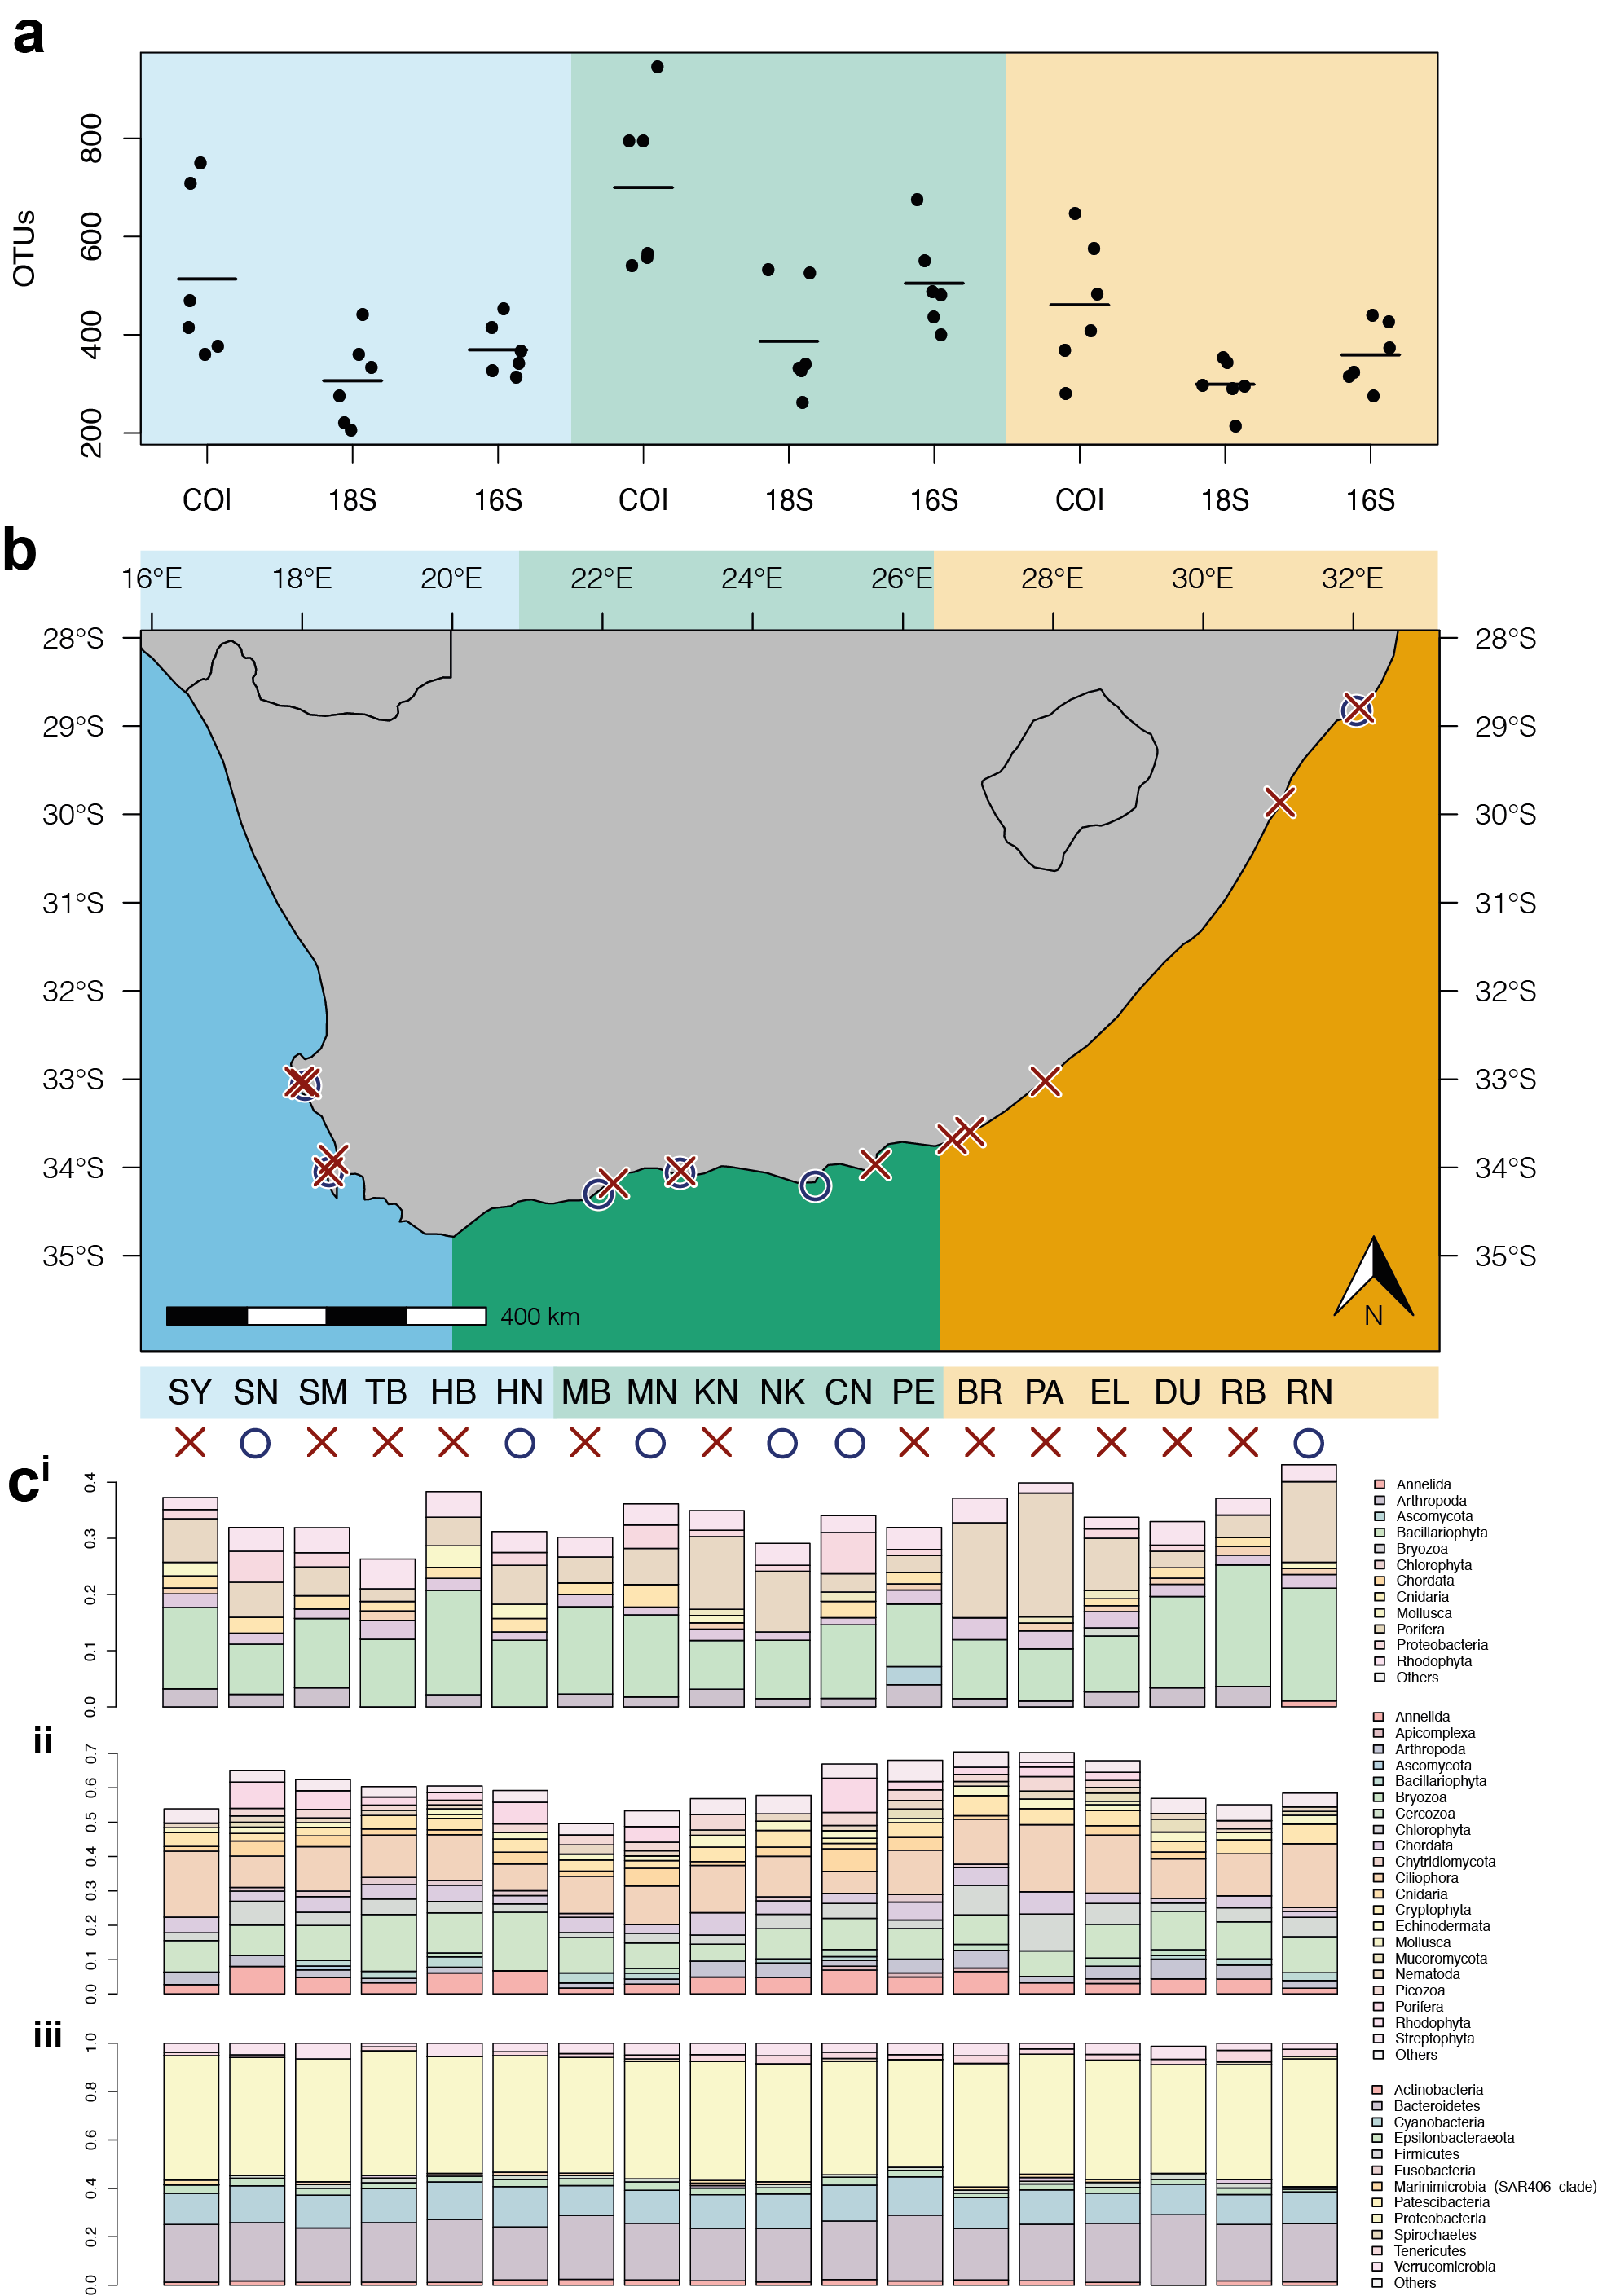 a
OTUs
800
600
400
200
COI 18S 16S COI 18S 16S COI 18S 16S
b
16°E 18°E 20°E 22°E 24°E 26°E 28°E 30°E 32°E
28°S 28°S
29°S 29°S
30°S 30°S
31°S 31°S
32°S 32°S
33°S 33°S
34°S 34°S
35°S 35°S
400 km
N
SY SN SM TB HB HN MB MN KN NK CN PE BR PA EL DU RB RN
c
i
0.4
0.3
0.2
0.1
0.0
Annelida
Arthropoda
Ascomycota
Bacillariophyta
Bryozoa
Chlorophyta
Chordata
Cnidaria
Mollusca
Porifera
Proteobacteria
Rhodophyta
Others
ii
0.7
0.6
0.5
0.4
0.3
0.2
0.1
0.0
Annelida
Apicomplexa
Arthropoda
Ascomycota
Bacillariophyta
Bryozoa
Cercozoa
Chlorophyta
Chordata
Chytridiomycota
Ciliophora
Cnidaria
Cryptophyta
Echinodermata
Mollusca
Mucoromycota
Nematoda
Picozoa
Porifera
Rhodophyta
Streptophyta
Others
iii
1.0
0.8
0.6
0.4
0.2
0.0
Actinobacteria
Bacteroidetes
Cyanobacteria
Epsilonbacteraeota
Firmicutes
Fusobacteria
Marinimicrobia_(SAR406_clade)
Patescibacteria
Proteobacteria
Spirochaetes
Tenericutes
Verrucomicrobia
Others